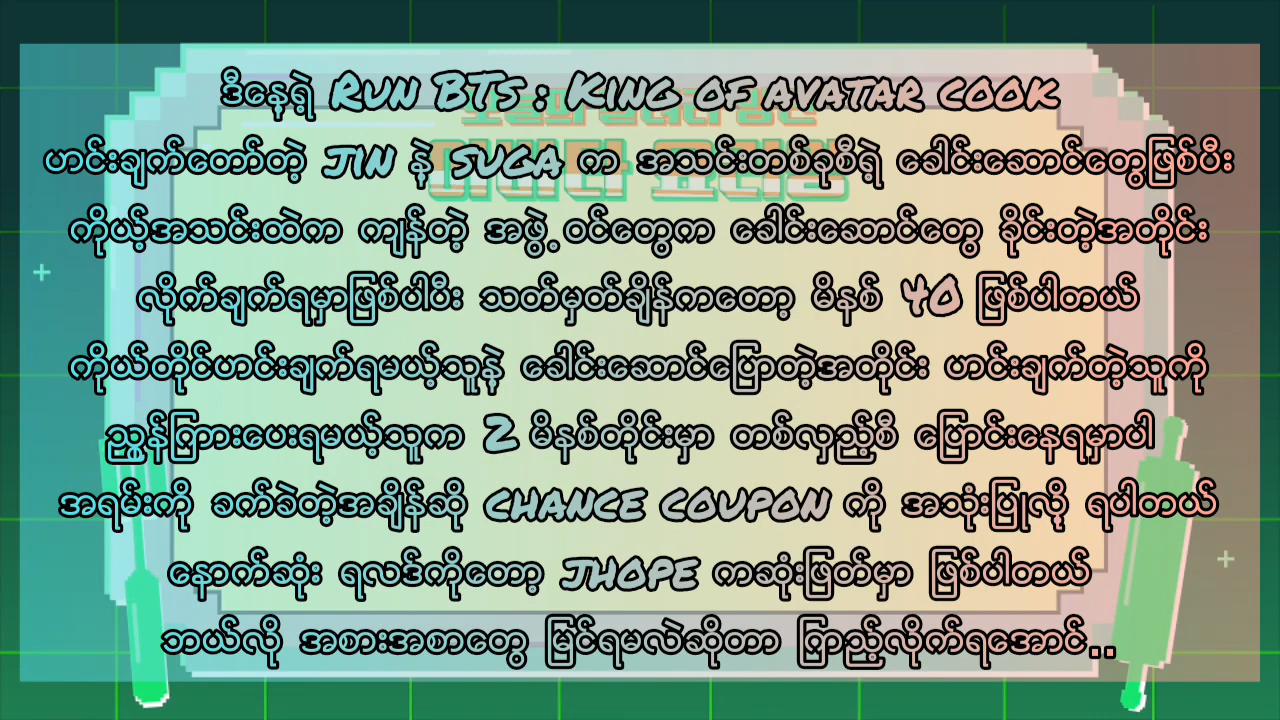 ဒီနေ့ရဲ့ Run BTS : King of avatar cook
ဟင်းချက်တော်တဲ့ JIN နဲ့ SUGA က အသင်းတစ်ခုစီရဲ့ ခေါင်းဆောင်တွေဖြစ်ပြီး
ကိုယ့်အသင်းထဲက ကျန်တဲ့ အဖွဲ့ဝင်တွေက ခေါင်းဆောင်တွေ ခိုင်းတဲ့အတိုင်း
လိုက်ချက်ရမှာဖြစ်ပါပြီး သတ်မှတ်ချိန်ကတော့ မိနစ် 40 ဖြစ်ပါတယ်
ကိုယ်တိုင်ဟင်းချက်ရမယ့်သူနဲ့ ခေါင်းဆောင်ပြောတဲ့အတိုင်း ဟင်းချက်တဲ့သူကို
ညွှန်ကြားပေးရမယ့်သူက 2 မိနစ်တိုင်းမှာ တစ်လှည့်စီ ပြောင်းနေရမှာပါ
အရမ်းကို ခက်ခဲတဲ့အချိန်ဆို CHANCE COUPON ကို အသုံးပြုလို့ ရပါတယ်
နောက်ဆုံး ရလဒ်ကိုတော့ JHOPE ကဆုံးဖြတ်မှာ ဖြစ်ပါတယ်
ဘယ်လို အစားအစာတွေ မြင်ရမလဲဆိုတာ ကြည့်လိုက်ရအောင်..